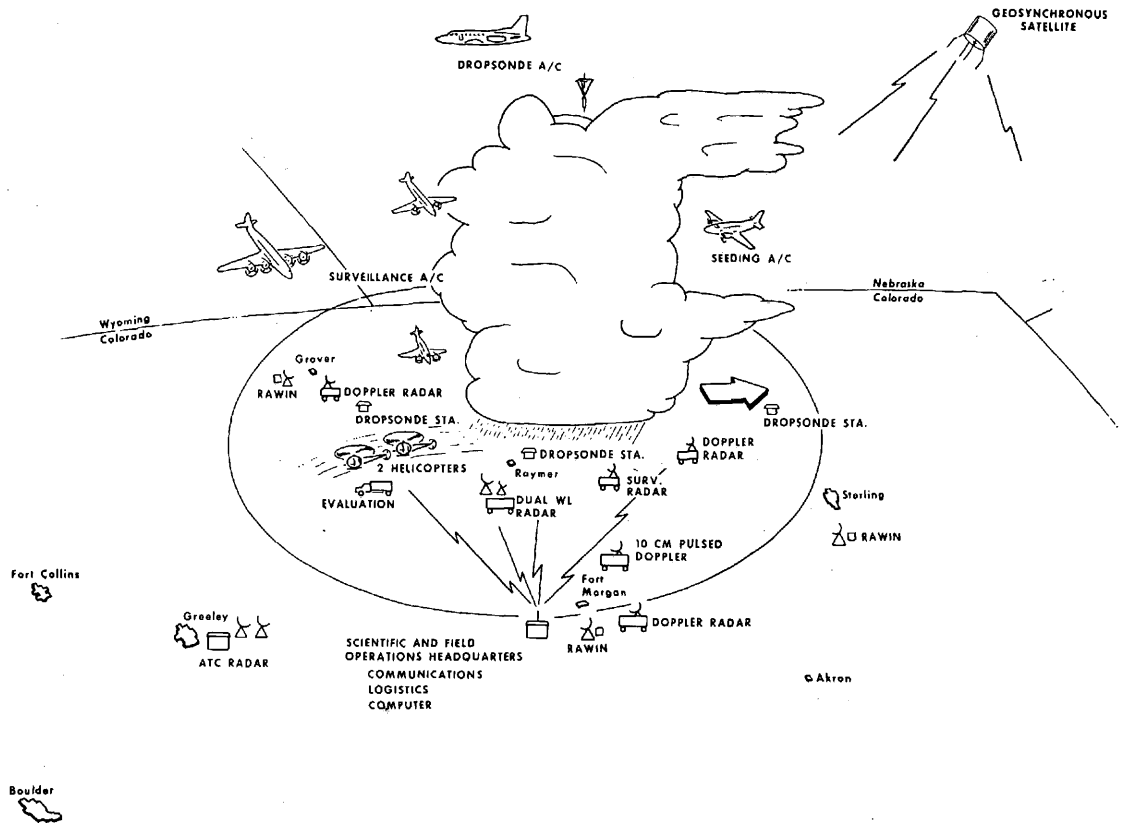 GEOSYNCHRONOUS
SATELLITE
DROPSONDE A/C
SEEDING A/C
SURVEILLANCE A/C
Nebraska
Colorado
Wyoming
Colorado
Grover
RAWIN
DOPPLER RADAR
DROPSONDE STA.
DROPSONDE STA.
2 HELICOPTERS
DROPSONDE STA.
Raymer
DOPPLER
RADAR
EVALUATION
DUAL WL
RADAR
SURV.
RADAR
Sterling
RAWIN
10 CM PULSED
DOPPLER
Fort Collins
Fort
Morgan
Greeley
ATC RADAR
DOPPLER RADAR
RAWIN
SCIENTIFIC AND FIELD
OPERATIONS HEADQUARTERS
COMMUNICATIONS
LOGISTICS
COMPUTER
Akron
Boulder